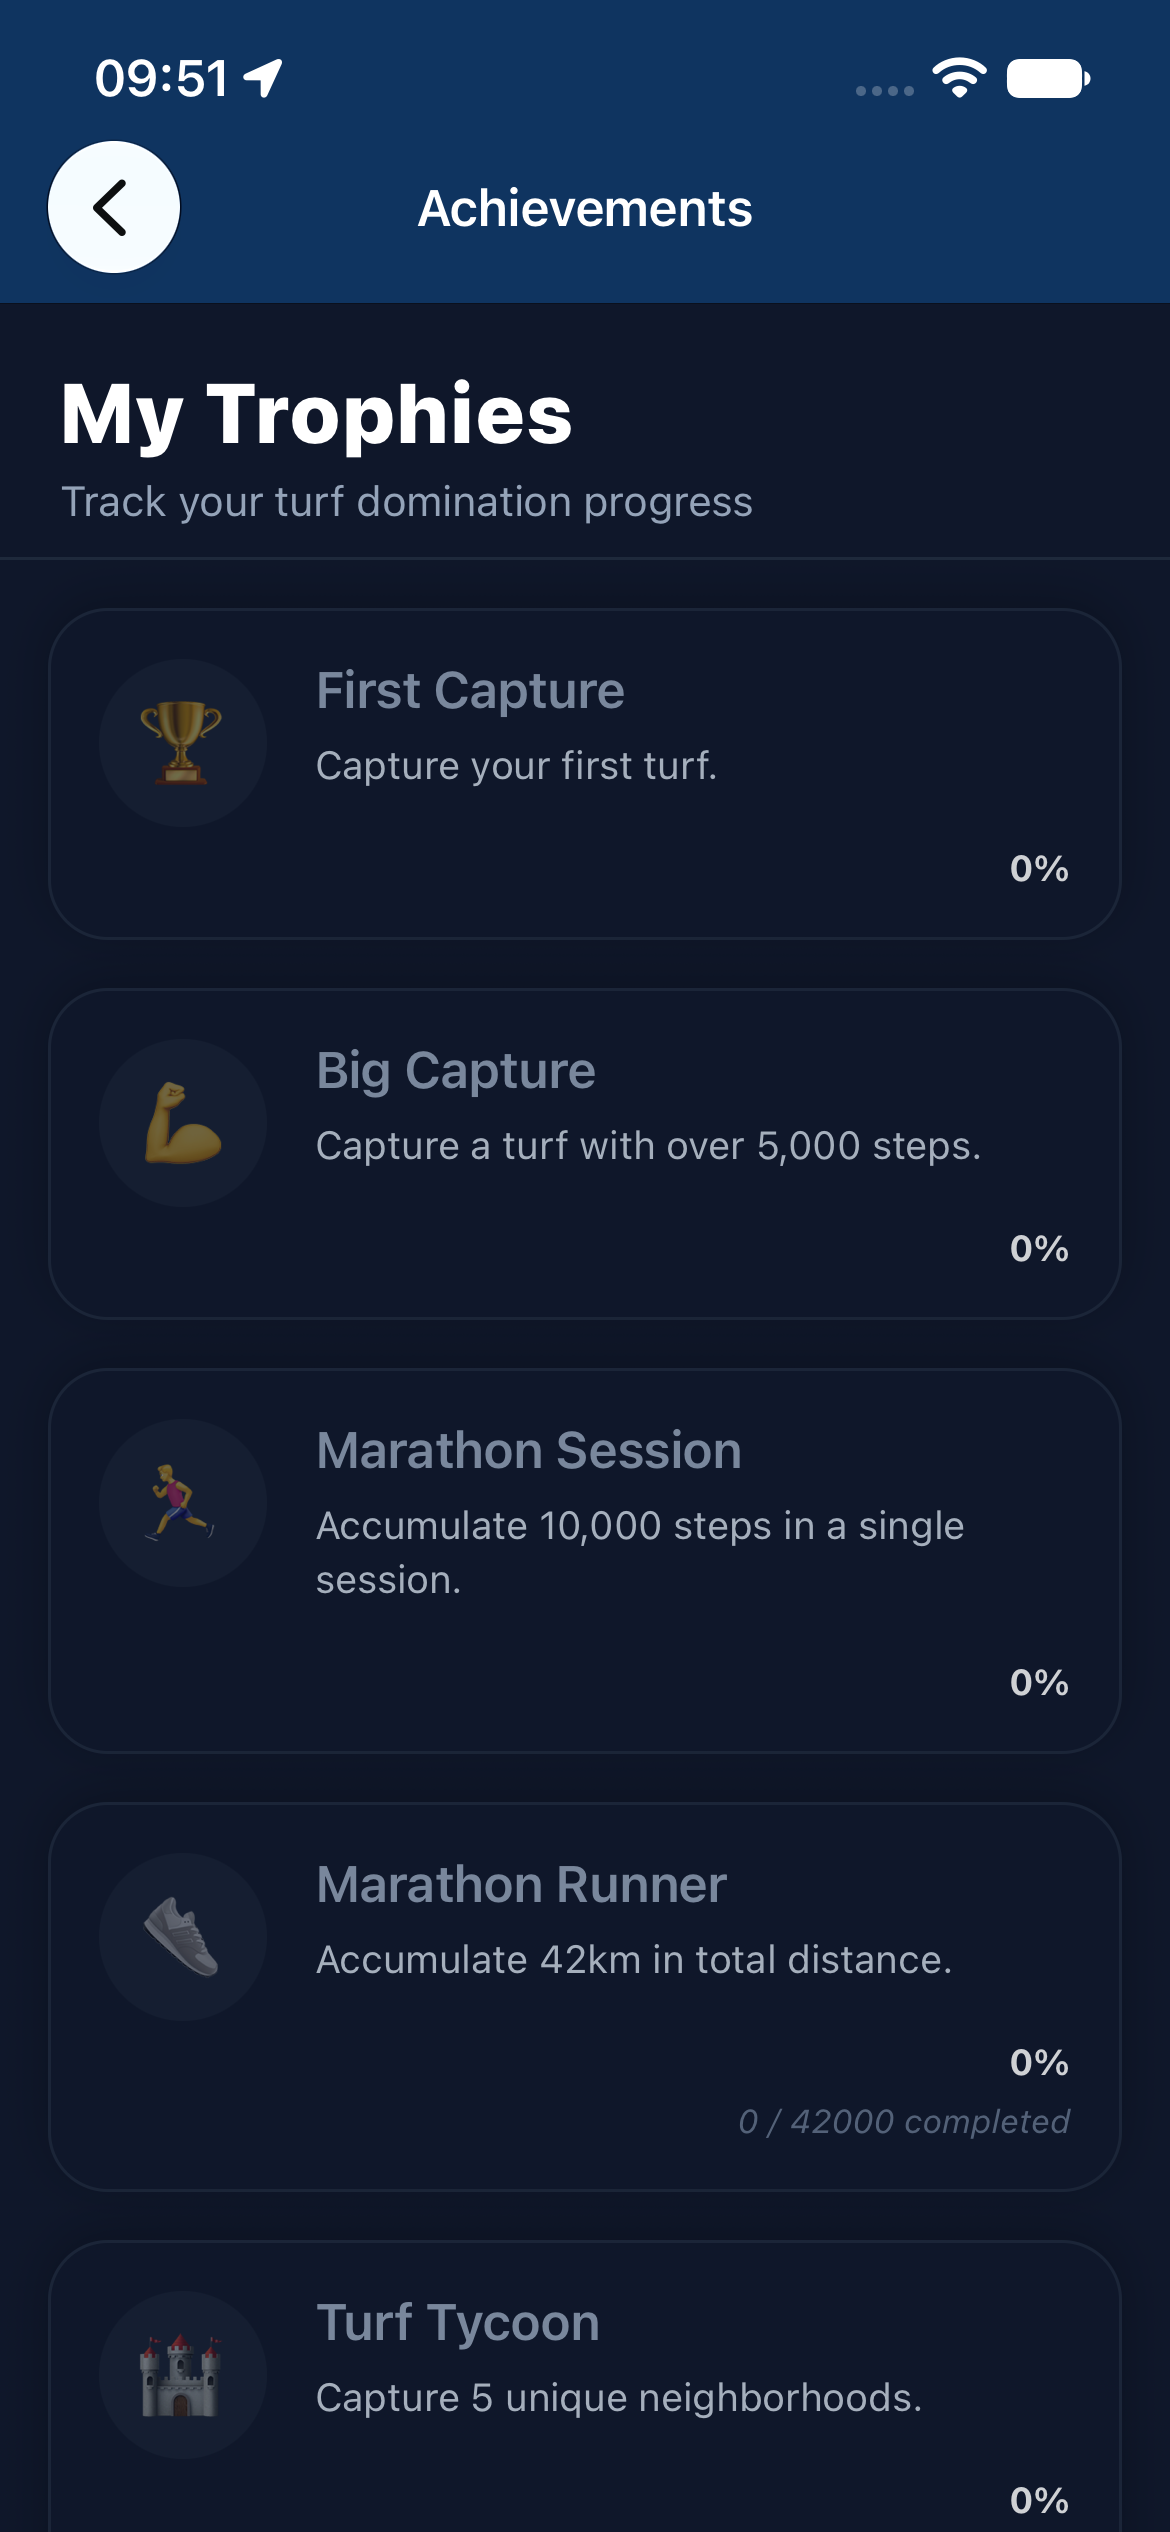 09:51
Achievements
My Trophies
Track your turf domination progress
First Capture
Capture your first turf.
0%
Big Capture
Capture a turf with over 5,000 steps.
0%
Marathon Session
Accumulate 10,000 steps in a single
session.
0%
Marathon Runner
Accumulate 42km in total distance.
0%
0 / 42000 completed
Turf Tycoon
Capture 5 unique neighborhoods.
0%